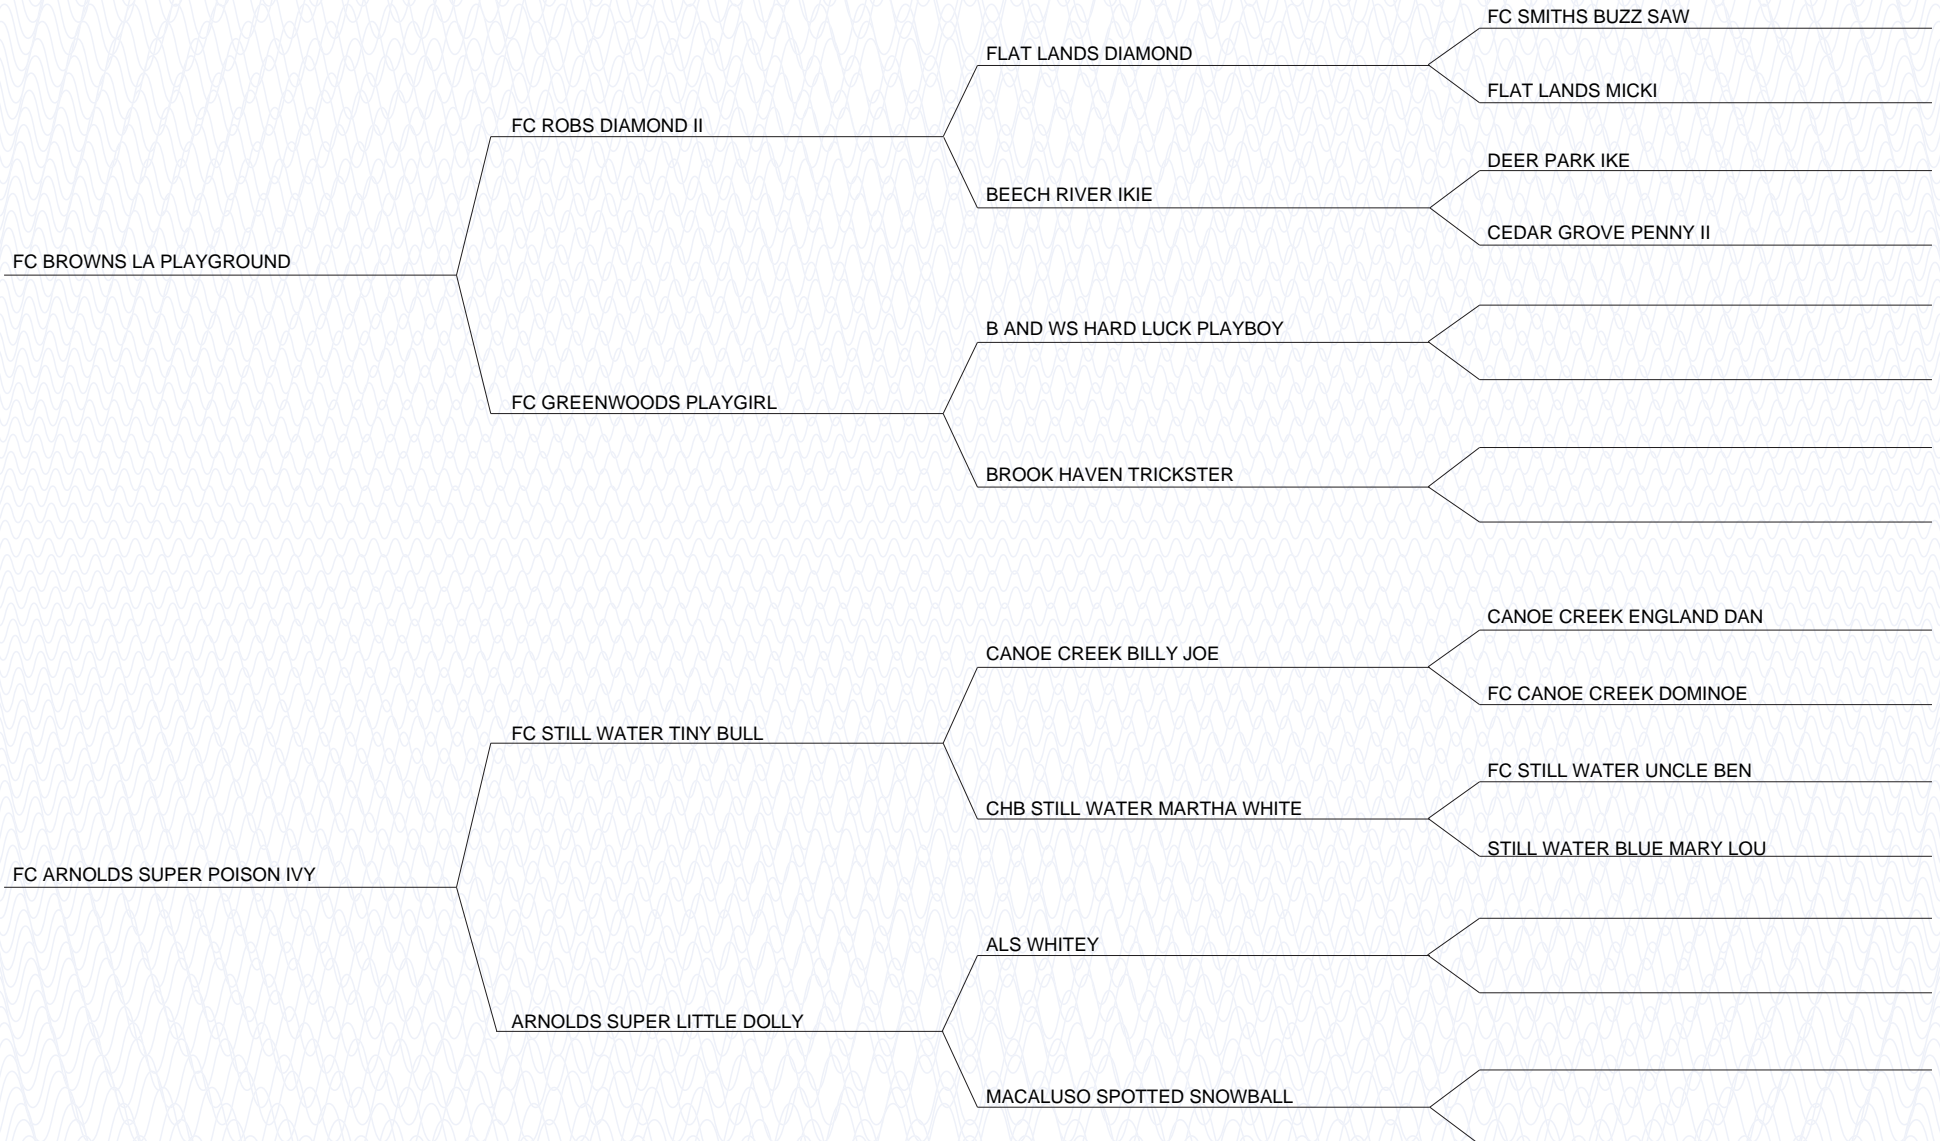 FC SMITHS BUZZ SAW
FLAT LANDS DIAMOND
FLAT LANDS MICKI
FC ROBS DIAMOND II
DEER PARK IKE
BEECH RIVER IKIE
CEDAR GROVE PENNY II
FC BROWNS LA PLAYGROUND
B AND WS HARD LUCK PLAYBOY
FC GREENWOODS PLAYGIRL
BROOK HAVEN TRICKSTER
CANOE CREEK ENGLAND DAN
CANOE CREEK BILLY JOE
FC CANOE CREEK DOMINOE
FC STILL WATER TINY BULL
FC STILL WATER UNCLE BEN
CHB STILL WATER MARTHA WHITE
STILL WATER BLUE MARY LOU
FC ARNOLDS SUPER POISON IVY
ALS WHITEY
ARNOLDS SUPER LITTLE DOLLY
MACALUSO SPOTTED SNOWBALL